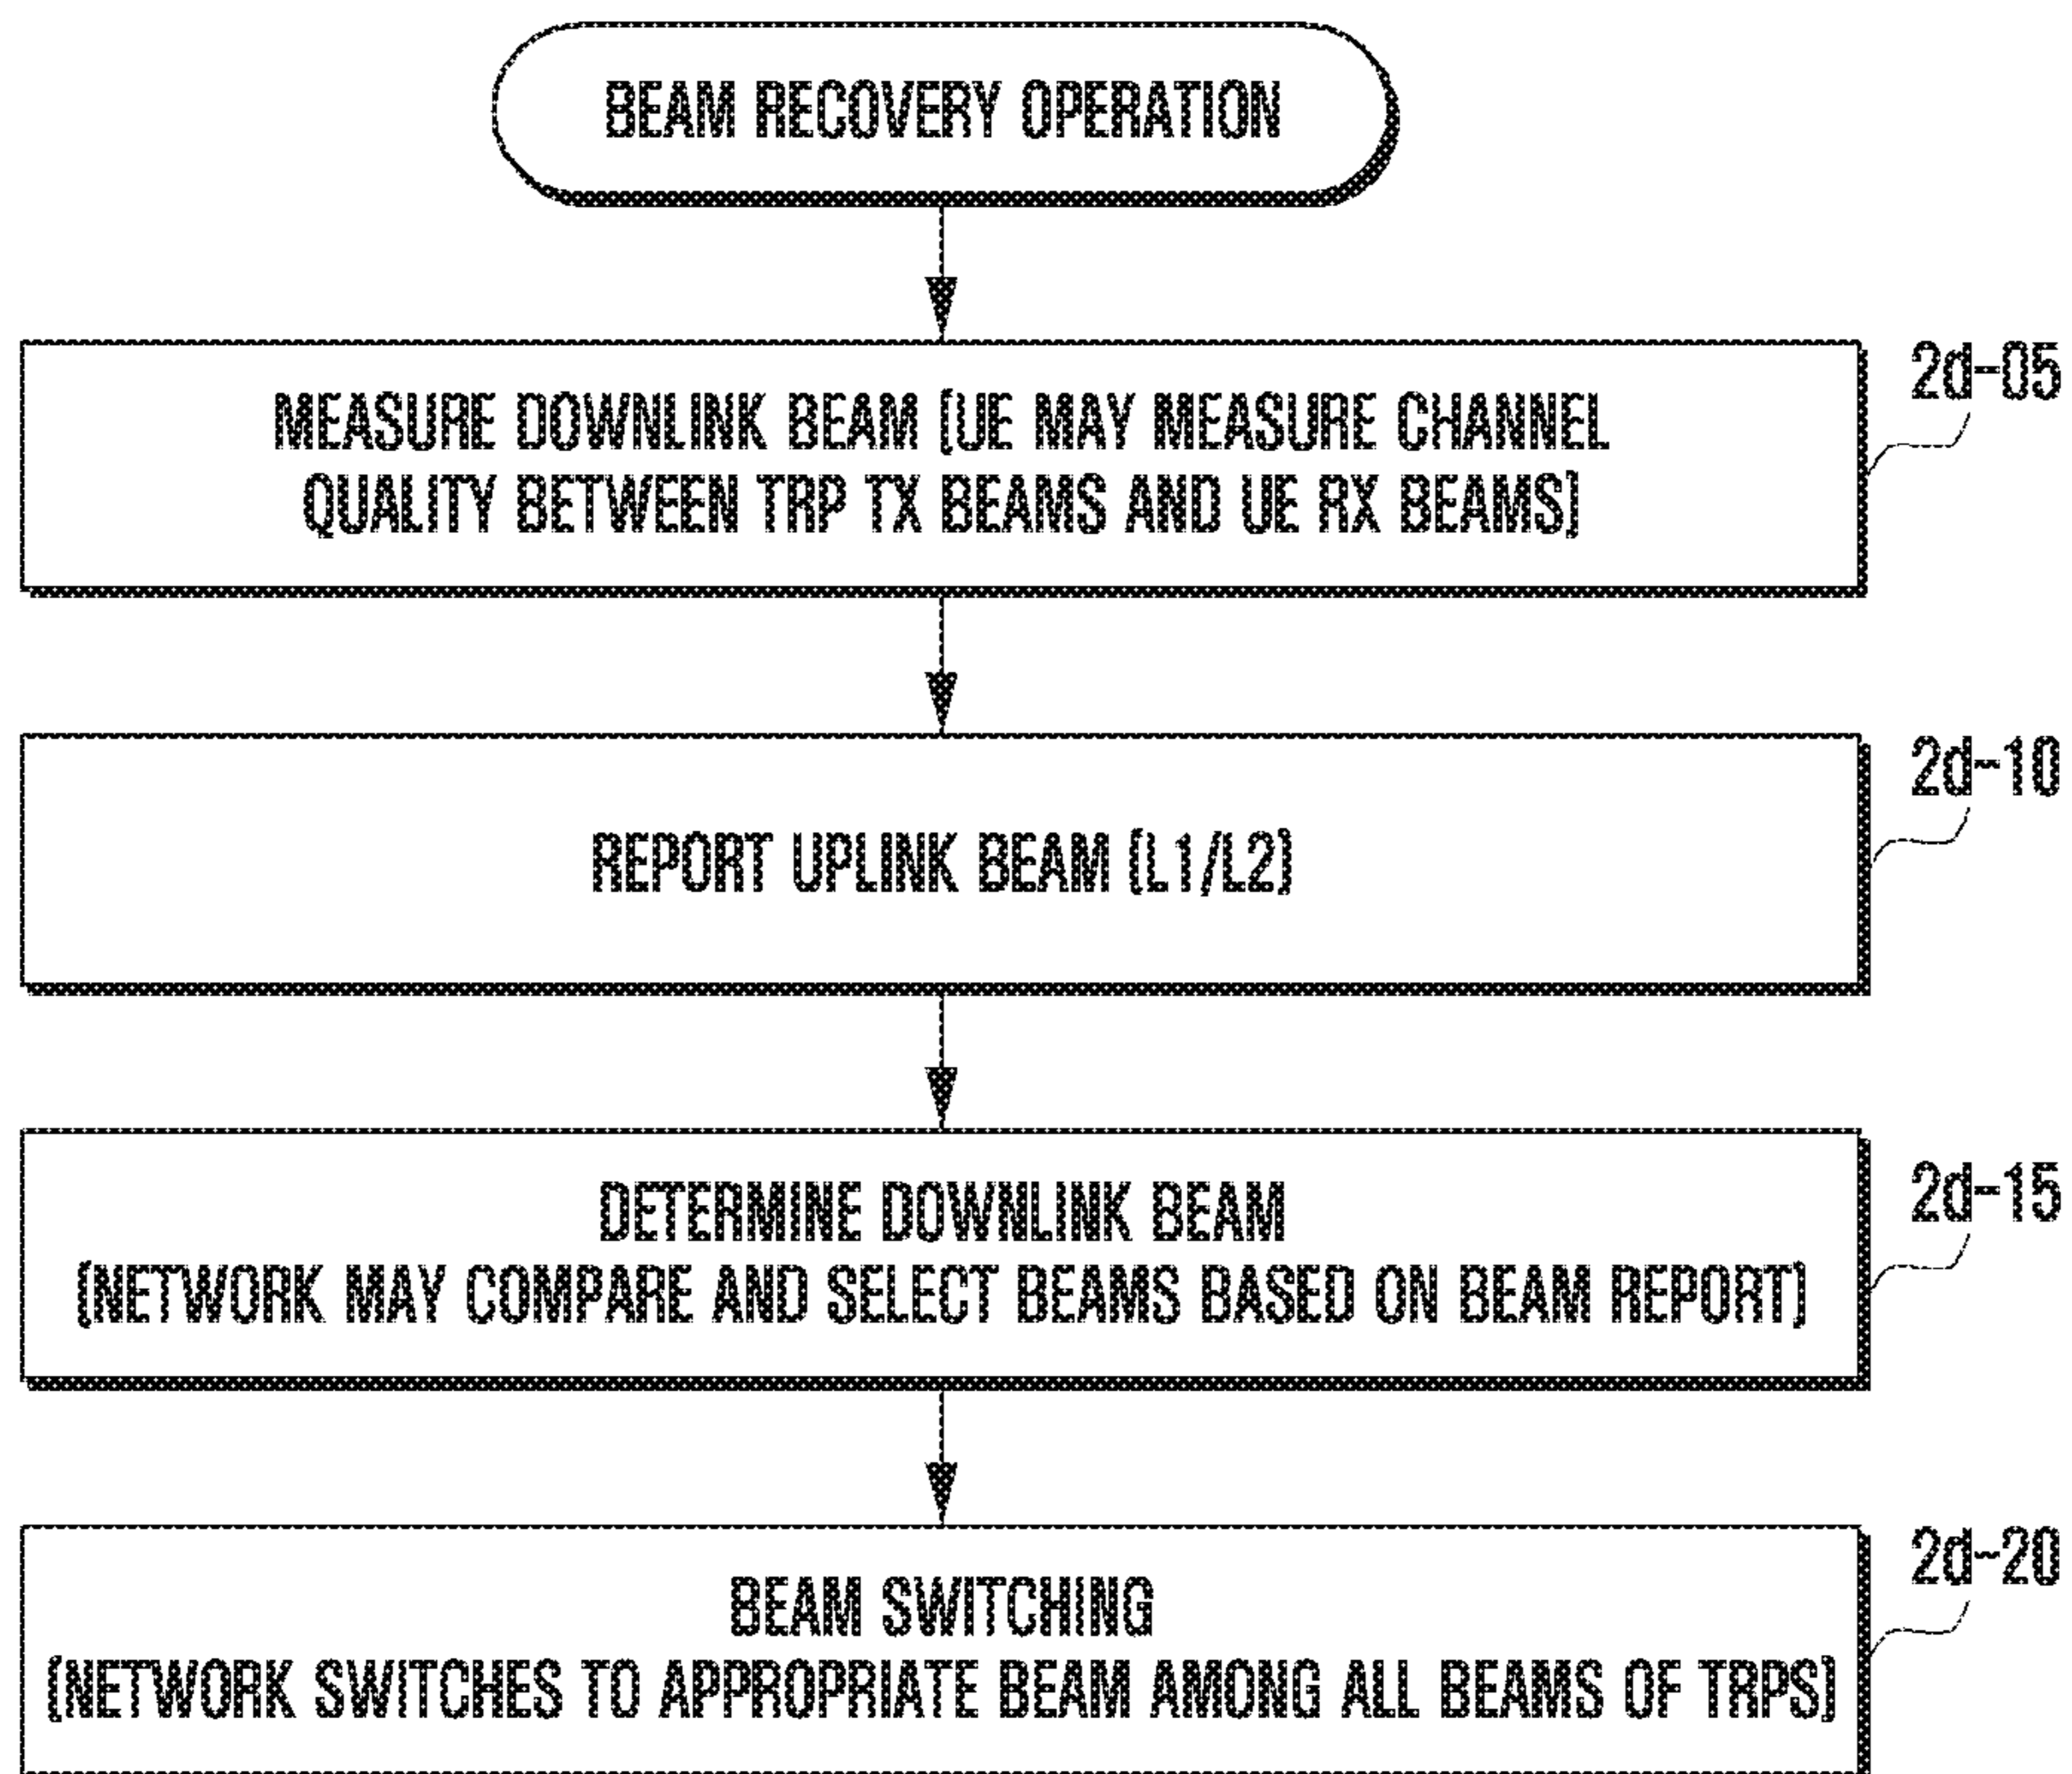 BEAM RECOVERY OPERATION
2d-05
MEASURE DOWNLINK BEAM (UE MAY MEASURE CHANNEL
QUALITY BETWEEN TRP TX BEAMS AND UE RX BEAMS)
2d-10
REPORT UPLINK BEAM (L1/L2)
2d-15
DETERMINE DOWNLINK BEAM
(NETWORK MAY COMPARE AND SELECT BEAMS BASED ON BEAM REPORT)
2d-20
BEAM SWITCHING
(NETWORK SWITCHES TO APPROPRIATE BEAM AMONG ALL BEAMS OF TRPS)